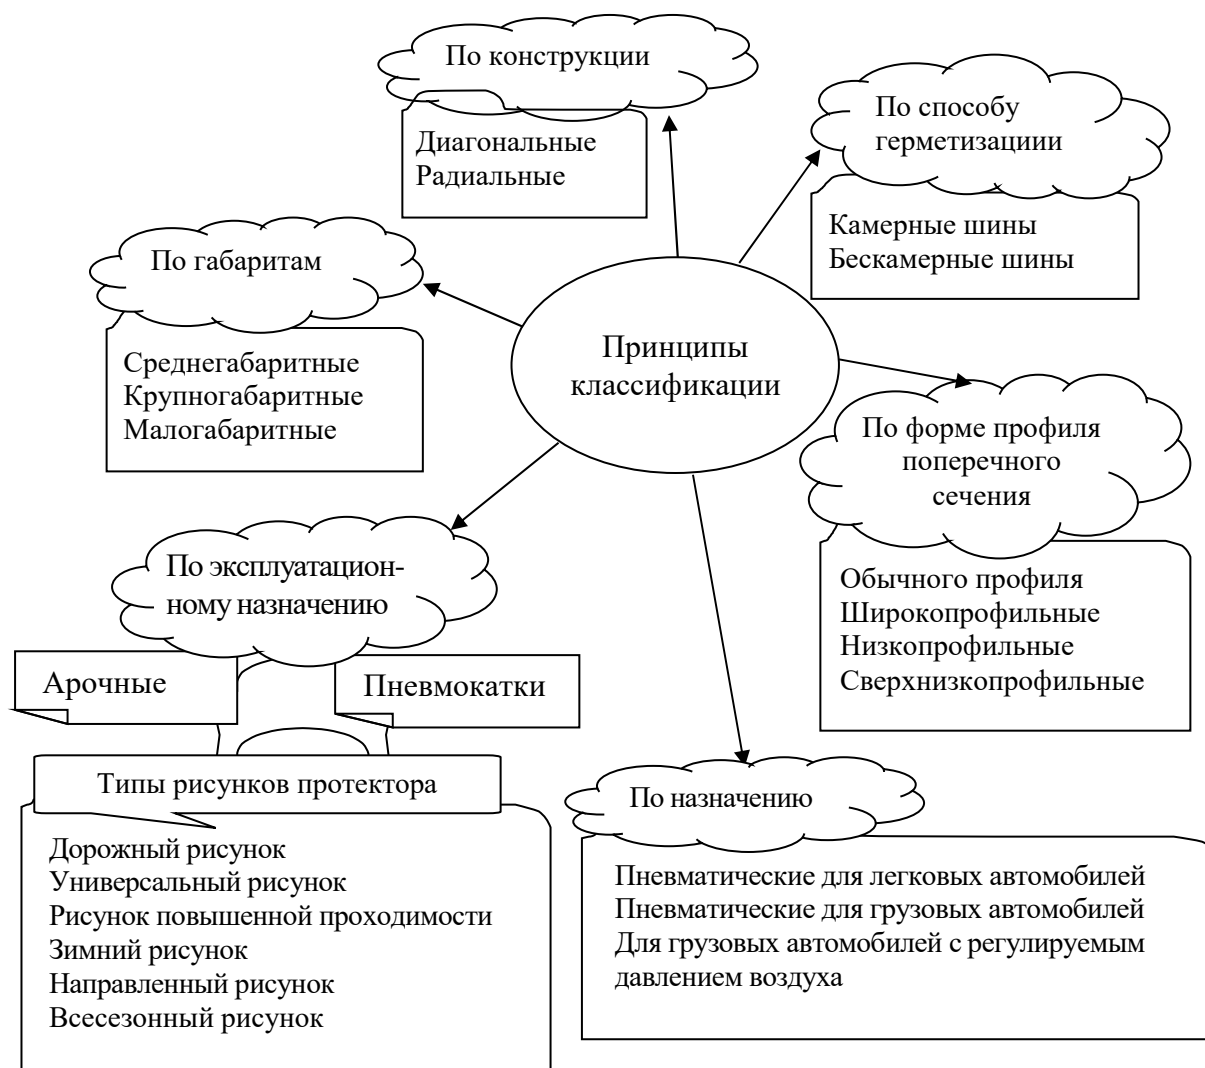 По конструкции
Диагональные
Радиальные
По способу
герметизациии
Камерные шины
Бескамерные шины
По габаритам
Среднегабаритные
Крупногабаритные
Малогабаритные
Принципы
классификации
По форме профиля
поперечного
сечения
Обычного профиля
Широкопрофильные
Низкопрофильные
Сверхнизкопрофильные
По эксплуатацион-
ному назначению
Арочные
Пневмокатки
Типы рисунков протектора
Дорожный рисунок
Универсальный рисунок
Рисунок повышенной проходимости
Зимний рисунок
Направленный рисунок
Всесезонный рисунок
По назначению
Пневматические для легковых автомобилей
Пневматические для грузовых автомобилей
Для грузовых автомобилей с регулируемым
давлением воздуха